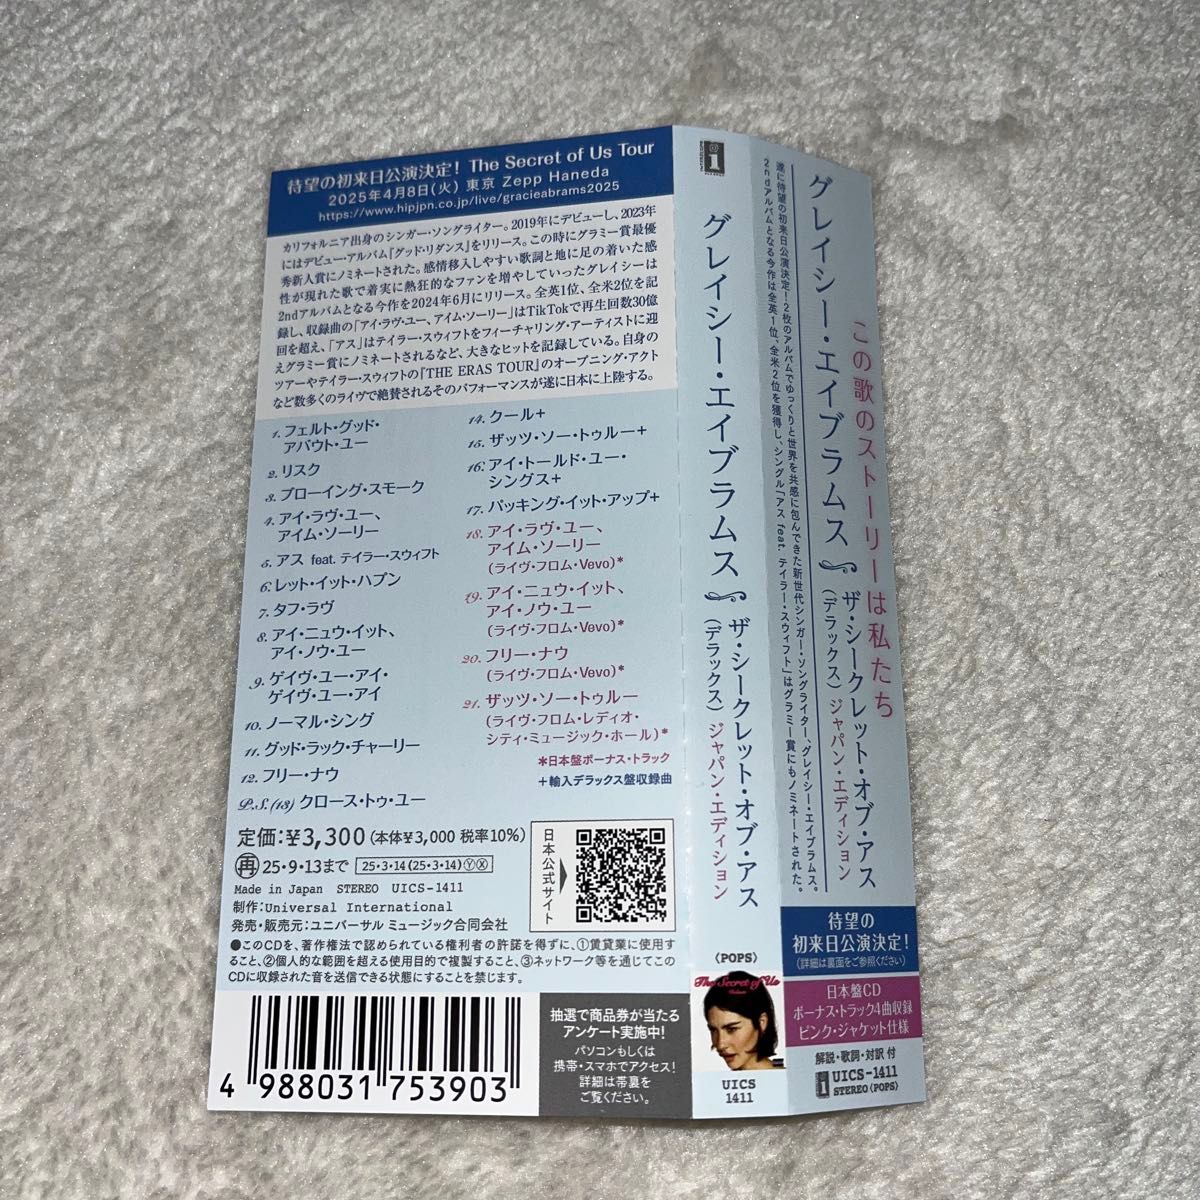 待望の初来日公演決定! The Secret of Us Tour
2025年4月8日(火) 東京 Zepp Haneda
https://www.hipjpn.co.jp/live/gracieabrams2025
カリフォルニア出身のシンガー・ソングライター。2019年にデビューし、2023年
にはデビュー・アルバム『グッド・リダンス』をリリース。この時にグラミー賞最優
秀新人賞にノミネートされた。感情移入しやすい歌詞と地に足の着いた感
性が現れた歌で着実に熱狂的なファンを増やしていったグレイシーは
2ndアルバムとなる今作を2024年6月にリリース。全英1位、全米2位を記
録し、収録曲の「アイ・ラヴ・ユー、アイム・ソーリー」はTikTokで再生回数30億
回を超え、「アス」はテイラー・スウィフトをフィーチャリング・アーティストに迎
えグラミー賞にノミネートされるなど、大きなヒットを記録している。自身の
ツアーやテイラー・スウィフトの「THE ERAS TOUR」のオープニング・アクト
など数多くのライヴで絶賛されるそのパフォーマンスが遂に日本に上陸する。
1. フェルト・グッド・
アバウト・ユー
2. リスク
3. ブローイング・スモーク
4. アイ・ラヴ・ユー、
アイム・ソーリー
5. アス feat. テイラー・スウィフト
6. レット・イット・ハプン
7. タフ・ラヴ
8. アイ・ニュウ・イット、
アイ・ノウ・ユー
9. ゲイヴ・ユー・アイ・
ゲイヴ・ユー・アイ
10. ノーマル・シング
11. グッド・ラック・チャーリー
12. フリー・ナウ
P.S.(13) クロース・トゥ・ユー
14. クール+
15. ザッツ・ソー・トゥルー+
16. アイ・トールド・ユー・
シングス+
17. パッキング・イット・アップ+
18. アイ・ラヴ・ユー、
アイム・ソーリー
(ライヴ・フロム・Vevo)*
19. アイ・ニュウ・イット、
アイ・ノウ・ユー
(ライヴ・フロム・Vevo)*
20. フリー・ナウ
(ライヴ・フロム・Vevo)*
21. ザッツ・ソー・トゥルー
(ライヴ・フロム・レディオ・
シティ・ミュージック・ホール)*
*日本盤ボーナス・トラック
+輸入デラックス盤収録曲
定価:¥3,300(本体¥3,000 税率10%)
再 25・9・13まで 25・3・14(25・3・14)ⓎⓍ
Made in Japan STEREO UICS-1411
制作:Universal International
発売・販売元:ユニバーサル ミュージック合同会社
日本公式サイト
●このCDを、著作権法で認められている権利者の許諾を得ずに、①賃貸業に使用す
ること、②個人的な範囲を超える使用目的で複製すること、③ネットワーク等を通じてこの
CDに収録された音を送信できる状態にすることを禁じます。
4 988031 753903
抽選で商品券が当たる
アンケート実施中!
パソコンもしくは
携帯・スマホでアクセス!
詳細は帯裏を
ご覧ください。
グレイシー・エイブラムス
ザ・シークレット・オブ・アス
(デラックス) ジャパン・エディション
〈POPS〉
The Secret of Us
UICS
1411
この歌のストーリーは私たち
グレイシー・エイブラムス
ザ・シークレット・オブ・アス
(デラックス) ジャパン・エディション
遂に待望の初来日公演決定!2枚のアルバムでゆっくりと世界を共感に包んできた新世代シンガー・ソングライター、グレイシー・エイブラムス。
2ndアルバムとなる今作は全英1位、全米2位を獲得し、シングル「アス feat. テイラー・スウィフト」はグラミー賞にもノミネートされた。
待望の
初来日公演決定!
(詳細は裏面をご参照ください)
日本盤CD
ボーナス・トラック4曲収録
ピンク・ジャケット仕様
解説・歌詞・対訳 付
UICS-1411
STEREO〈POPS〉